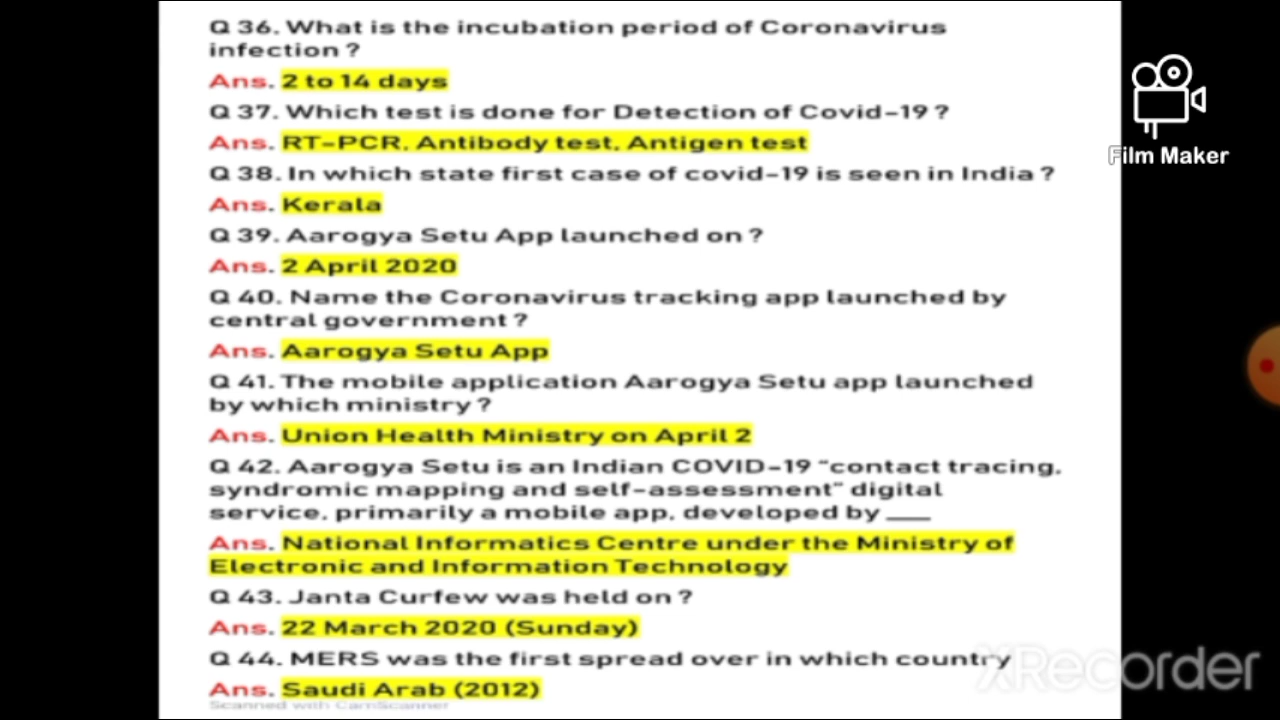 Q 36. What is the incubation period of Coronavirus
infection ?
Ans. 2 to 14 days
Q 37. Which test is done for Detection of Covid-19 ?
Ans. RT-PCR, Antibody test, Antigen test
Q 38. In which state first case of covid-19 is seen in India ?
Ans. Kerala
Q 39. Aarogya Setu App launched on ?
Ans. 2 April 2020
Q 40. Name the Coronavirus tracking app launched by
central government ?
Ans. Aarogya Setu App
Q 41. The mobile application Aarogya Setu app launched
by which ministry ?
Ans. Union Health Ministry on April 2
Q 42. Aarogya Setu is an Indian COVID-19 "contact tracing,
syndromic mapping and self-assessment" digital
service, primarily a mobile app, developed by ___
Ans. National Informatics Centre under the Ministry of
Electronic and Information Technology
Q 43. Janta Curfew was held on ?
Ans. 22 March 2020 (Sunday)
Q 44. MERS was the first spread over in which country
Ans. Saudi Arab (2012)
Scanned with CamScanner
Film Maker
XRecorder